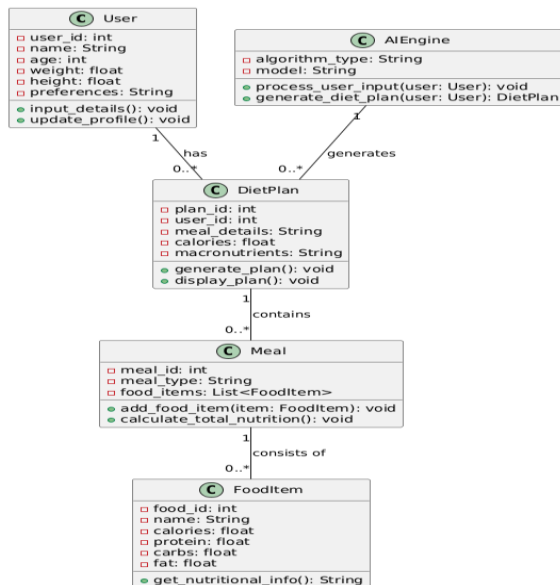 C User
user_id: int
name: String
age: int
weight: float
height: float
preferences: String
input_details(): void
update_profile(): void
C AIEngine
algorithm_type: String
model: String
process_user_input(user: User): void
generate_diet_plan(user: User): DietPlan
1
has
0..*
1
generates
0..*
C DietPlan
plan_id: int
user_id: int
meal_details: String
calories: float
macronutrients: String
generate_plan(): void
display_plan(): void
1
contains
0..*
C Meal
meal_id: int
meal_type: String
food_items: List<FoodItem>
add_food_item(item: FoodItem): void
calculate_total_nutrition(): void
1
consists of
0..*
C FoodItem
food_id: int
name: String
calories: float
protein: float
carbs: float
fat: float
get_nutritional_info(): String